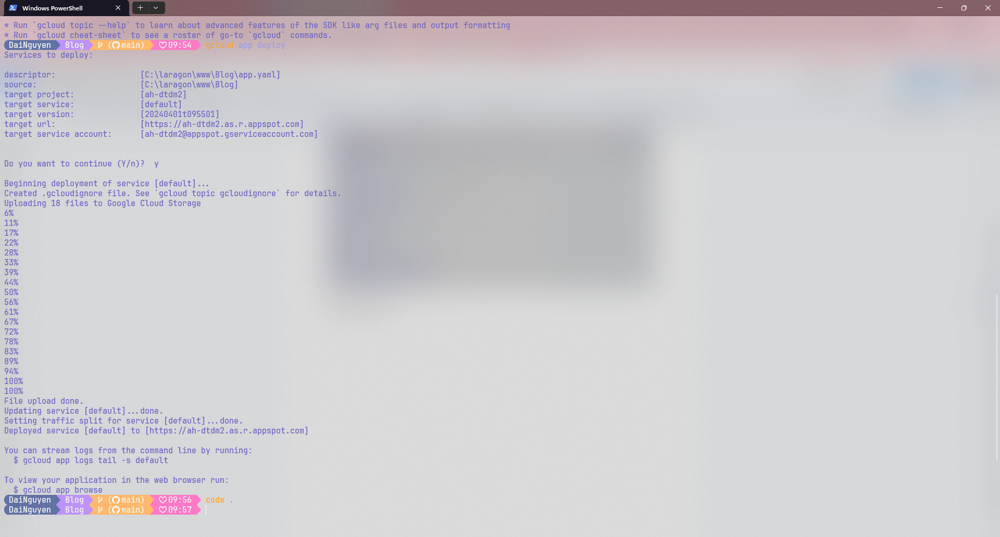 Windows PowerShell
* Run `gcloud topic --help` to learn about advanced features of the SDK like arg files and output formatting
* Run `gcloud cheat-sheet` to see a roster of go-to `gcloud` commands.
DaiNguyen Blog (main) 09:54 gcloud app deploy
Services to deploy:
descriptor: [C:\laragon\www\Blog\app.yaml]
source: [C:\laragon\www\Blog]
target project: [ah-dtdm2]
target service: [default]
target version: [20240401t095501]
target url: [https://ah-dtdm2.as.r.appspot.com]
target service account: [ah-dtdm2@appspot.gserviceaccount.com]
Do you want to continue (Y/n)? y
Beginning deployment of service [default]...
Created .gcloudignore file. See `gcloud topic gcloudignore` for details.
Uploading 18 files to Google Cloud Storage
6%
11%
17%
22%
28%
33%
39%
44%
50%
56%
61%
67%
72%
78%
83%
89%
94%
100%
100%
File upload done.
Updating service [default]...done.
Setting traffic split for service [default]...done.
Deployed service [default] to [https://ah-dtdm2.as.r.appspot.com]
You can stream logs from the command line by running:
$ gcloud app logs tail -s default
To view your application in the web browser run:
$ gcloud app browse
DaiNguyen Blog (main) 09:56 code .
DaiNguyen Blog (main) 09:57